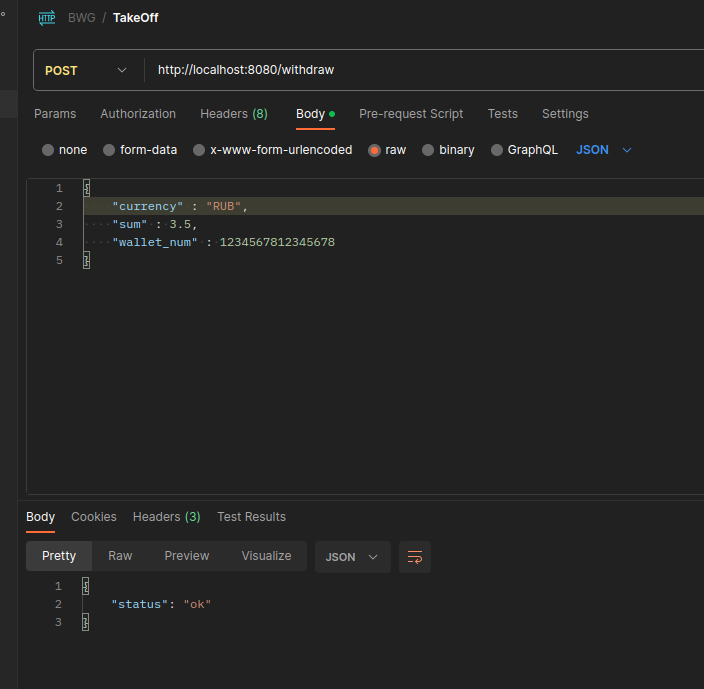 HTTP BWG / TakeOff
POST http://localhost:8080/withdraw
Params Authorization Headers (8) Body Pre-request Script Tests Settings
none form-data x-www-form-urlencoded raw binary GraphQL JSON
1 {
2 "currency" : "RUB",
3 "sum" : 3.5,
4 "wallet_num" : 1234567812345678
5 }
Body Cookies Headers (3) Test Results
Pretty Raw Preview Visualize JSON
1 {
2 "status": "ok"
3 }